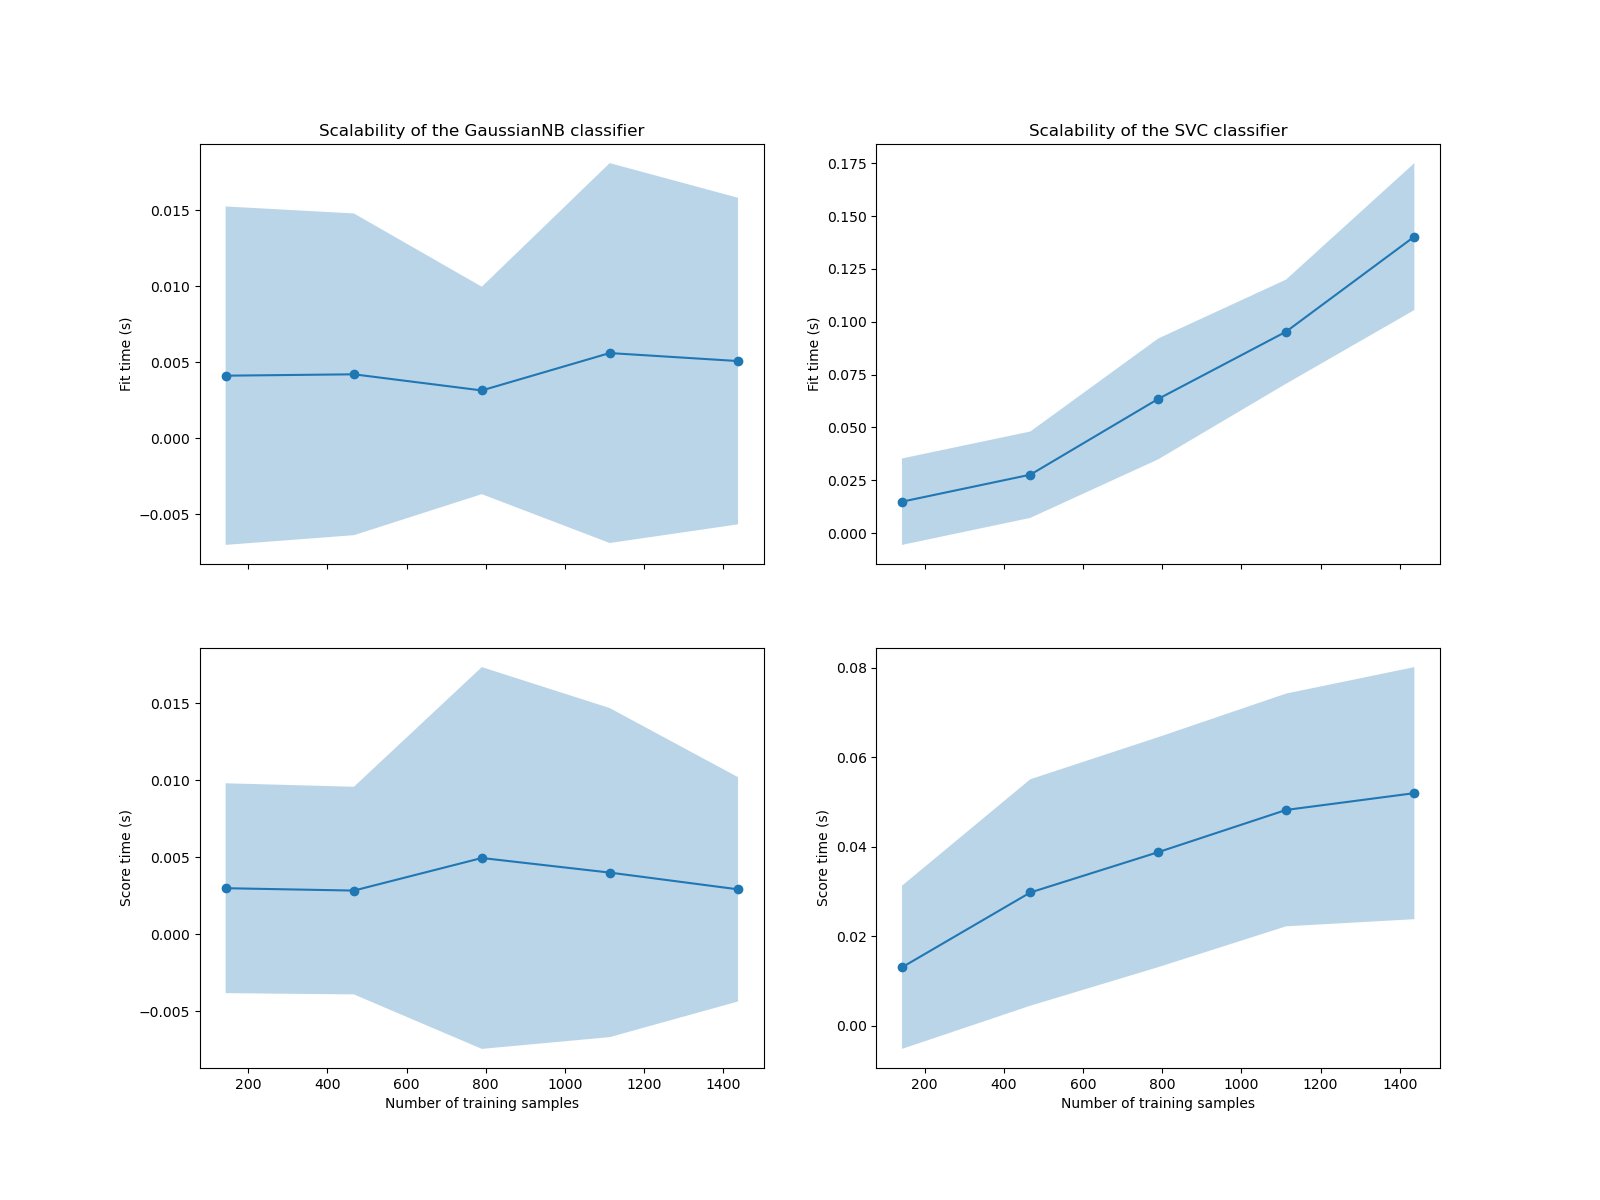 Scalability of the GaussianNB classifier
Fit time (s)
0.015
0.010
0.005
0.000
−0.005
Scalability of the SVC classifier
Fit time (s)
0.175
0.150
0.125
0.100
0.075
0.050
0.025
0.000
Score time (s)
0.015
0.010
0.005
0.000
−0.005
200 400 600 800 1000 1200 1400
Number of training samples
Score time (s)
0.08
0.06
0.04
0.02
0.00
200 400 600 800 1000 1200 1400
Number of training samples